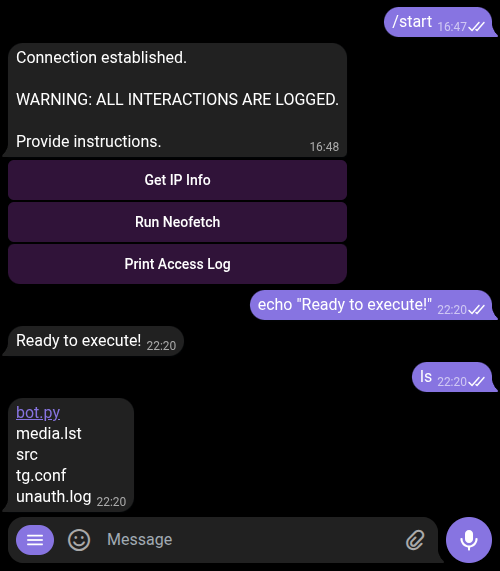 /start 16:47
Connection established.
WARNING: ALL INTERACTIONS ARE LOGGED.
Provide instructions. 16:48
Get IP Info
Run Neofetch
Print Access Log
echo "Ready to execute!" 22:20
Ready to execute! 22:20
ls 22:20
bot.py
media.lst
src
tg.conf
unauth.log 22:20
Message